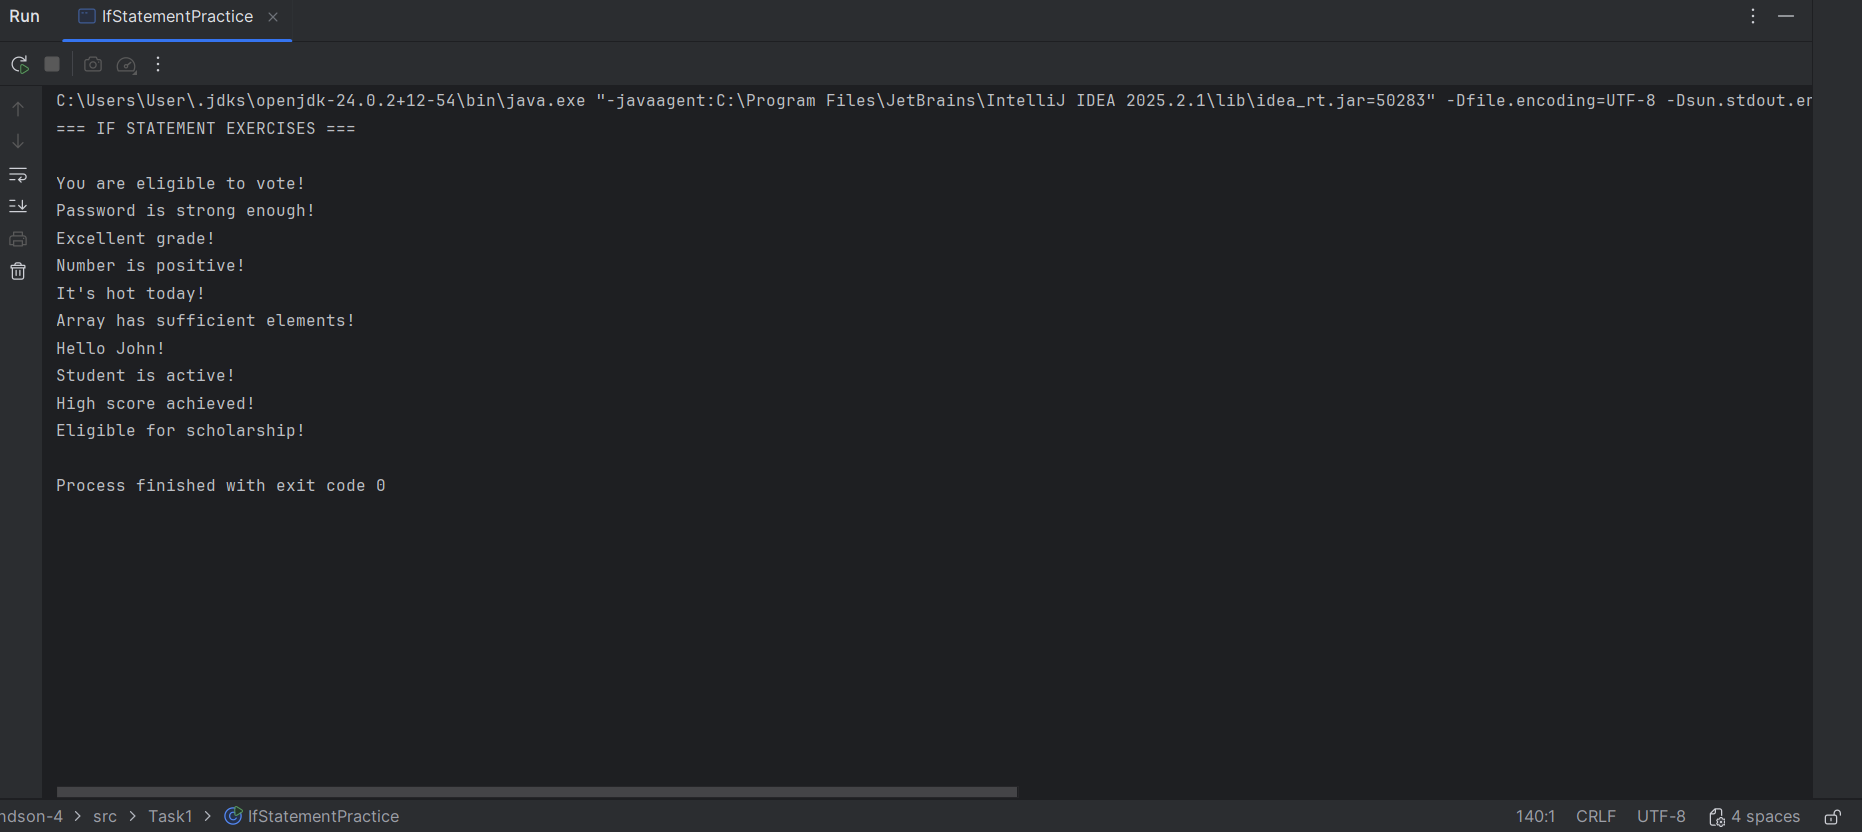 Run IfStatementPractice
C:\Users\User\.jdks\openjdk-24.0.2+12-54\bin\java.exe "-javaagent:C:\Program Files\JetBrains\IntelliJ IDEA 2025.2.1\lib\idea_rt.jar=50283" -Dfile.encoding=UTF-8 -Dsun.stdout.er
=== IF STATEMENT EXERCISES ===
You are eligible to vote!
Password is strong enough!
Excellent grade!
Number is positive!
It's hot today!
Array has sufficient elements!
Hello John!
Student is active!
High score achieved!
Eligible for scholarship!
Process finished with exit code 0
ndson-4 > src > Task1 > IfStatementPractice 140:1 CRLF UTF-8 4 spaces